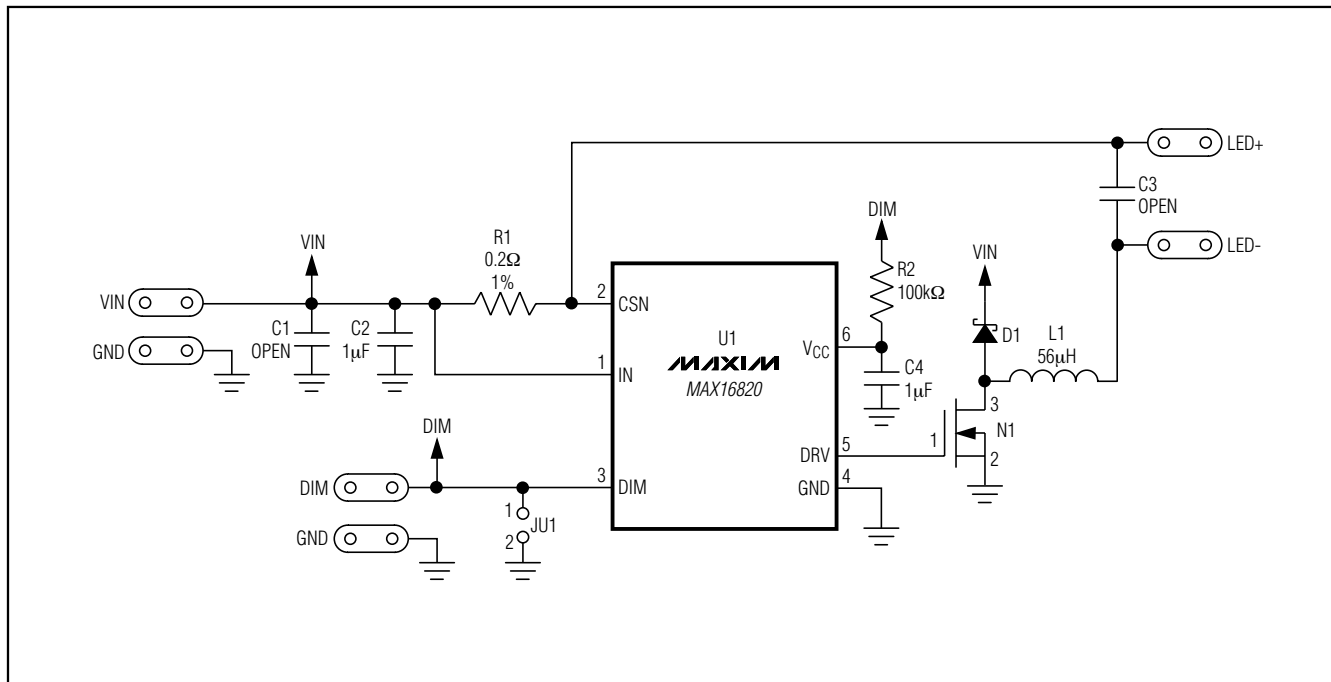 LED+
C3
OPEN
LED-
DIM
R2
100kΩ
VIN
R1
0.2Ω
1%
VIN
VIN
GND
C1
OPEN
C2
1µF
2
CSN
1
IN
U1
MAXIM
MAX16820
6
VCC
C4
1µF
D1
L1
56µH
3
1
N1
2
5
DRV
4
GND
DIM
DIM
3
DIM
1
JU1
2
GND